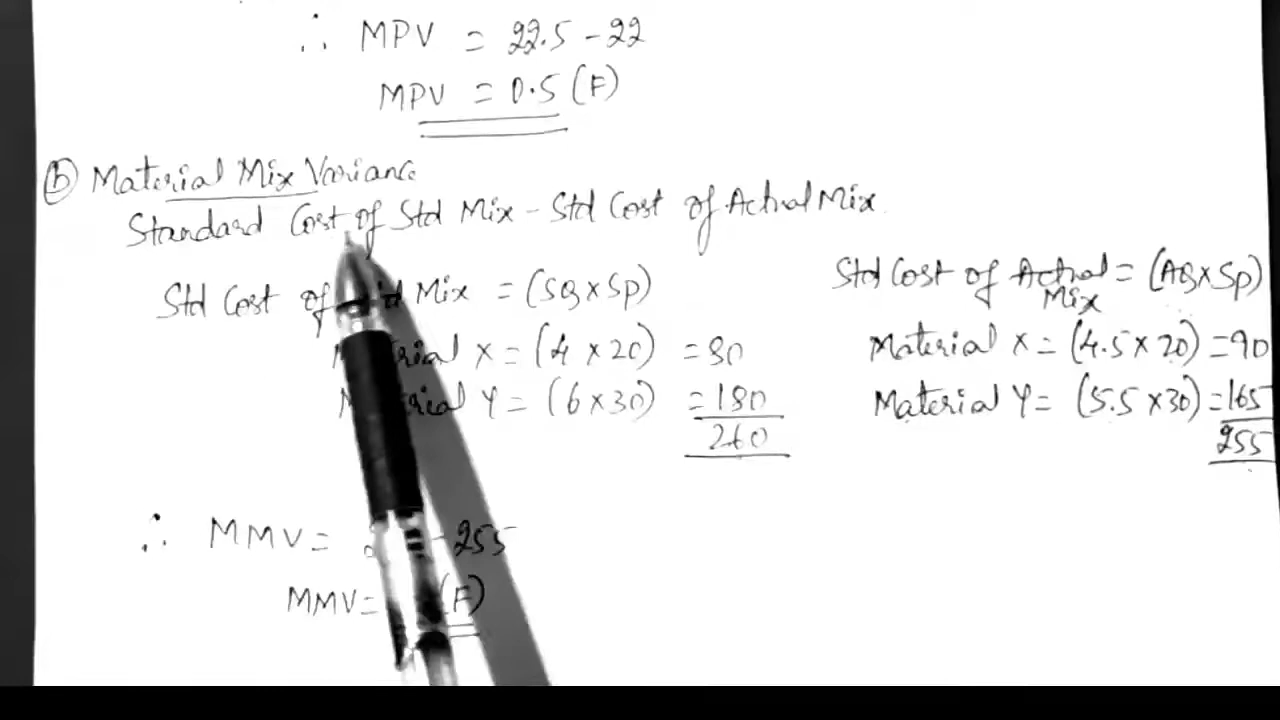 ∴ MPV = 22.5 - 22
MPV = 0.5 (F)
(b) Material Mix Variance
Standard Cost of Std Mix - Std Cost of Actual Mix
Std Cost of Mix = (SQ x SP)
Material X = (4 x 20) = 80
Material Y = (6 x 30) = 180
260
Std Cost of Actual Mix = (AQ x SP)
Material X = (4.5 x 20) = 90
Material Y = (5.5 x 30) = 165
255
∴ MMV = - 255
MMV = (F)